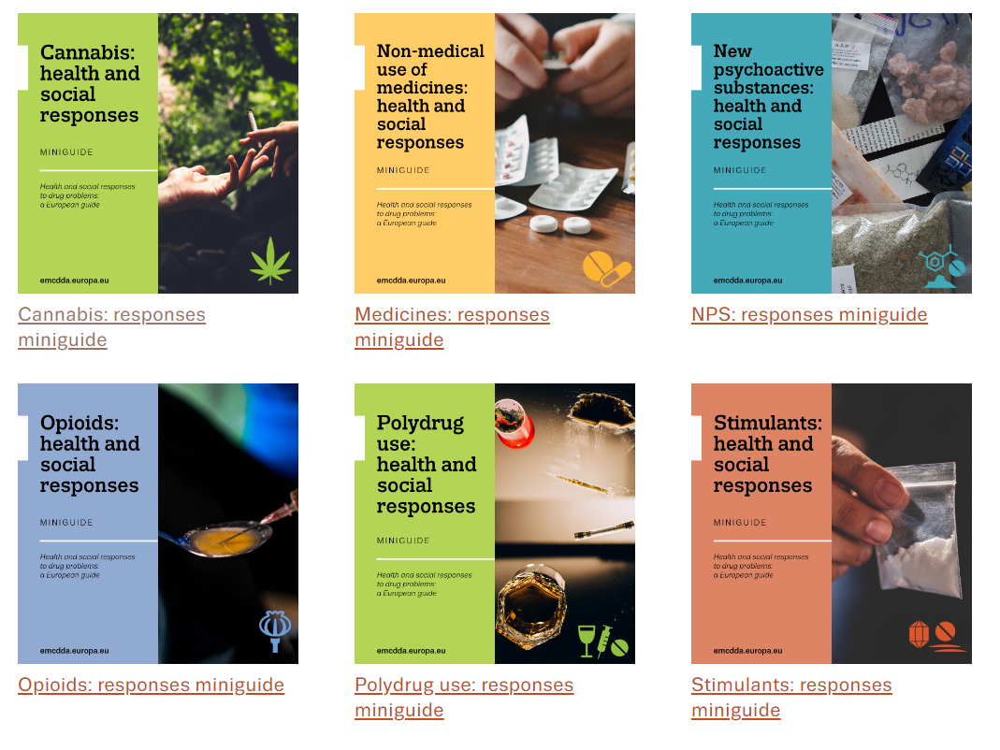 Cannabis:
health and
social
responses
MINIGUIDE
Health and social responses
to drug problems:
a European guide
emcdda.europa.eu
Cannabis: responses
miniguide
Non-medical
use of
medicines:
health and
social
responses
MINIGUIDE
Health and social responses
to drug problems:
a European guide
emcdda.europa.eu
Medicines: responses
miniguide
New
psychoactive
substances:
health and
social
responses
MINIGUIDE
Health and social responses
to drug problems:
a European guide
emcdda.europa.eu
NPS: responses miniguide
Opioids:
health and
social
responses
MINIGUIDE
Health and social responses
to drug problems:
a European guide
emcdda.europa.eu
Opioids: responses miniguide
Polydrug
use:
health and
social
responses
MINIGUIDE
Health and social responses
to drug problems:
a European guide
emcdda.europa.eu
Polydrug use: responses
miniguide
Stimulants:
health and
social
responses
MINIGUIDE
Health and social responses
to drug problems:
a European guide
emcdda.europa.eu
Stimulants: responses
miniguide